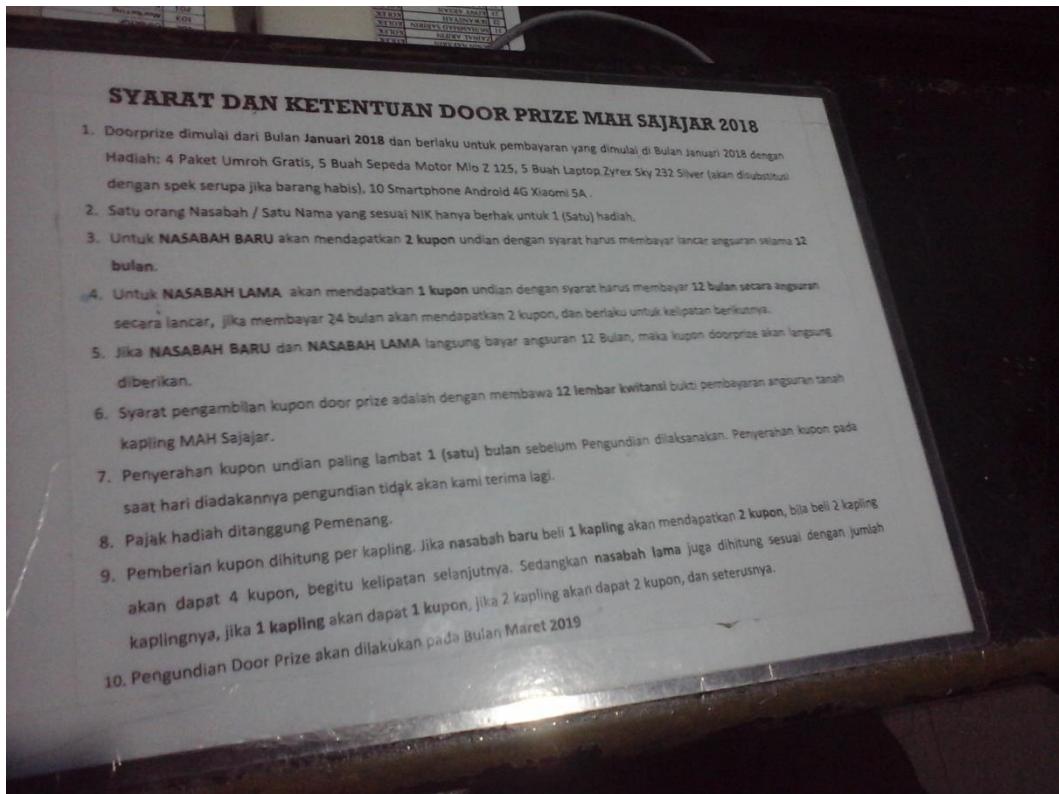 SYARAT DAN KETENTUAN DOOR PRIZE MAH SAJAJAR 2018
1. Doorprize dimulai dari Bulan Januari 2018 dan berlaku untuk pembayaran yang dimulai di Bulan Januari 2018 dengan
Hadiah: 4 Paket Umroh Gratis, 5 Buah Sepeda Motor Mio Z 125, 5 Buah Laptop Zyrex Sky 232 Silver (akan disubstitusi
dengan spek serupa jika barang habis), 10 Smartphone Android 4G Xiaomi 5A .
2. Satu orang Nasabah / Satu Nama yang sesuai NIK hanya berhak untuk 1 (Satu) hadiah.
3. Untuk NASABAH BARU akan mendapatkan 2 kupon undian dengan syarat harus membayar lancar angsuran selama 12
bulan.
4. Untuk NASABAH LAMA akan mendapatkan 1 kupon undian dengan syarat harus membayar 12 bulan secara angsuran
secara lancar, jika membayar 24 bulan akan mendapatkan 2 kupon, dan berlaku untuk kelipatan berikutnya.
5. Jika NASABAH BARU dan NASABAH LAMA langsung bayar angsuran 12 Bulan, maka kupon doorprize akan langsung
diberikan.
6. Syarat pengambilan kupon door prize adalah dengan membawa 12 lembar kwitansi bukti pembayaran angsuran tanah
kapling MAH Sajajar.
7. Penyerahan kupon undian paling lambat 1 (satu) bulan sebelum Pengundian dilaksanakan. Penyerahan kupon pada
saat hari diadakannya pengundian tidak akan kami terima lagi.
8. Pajak hadiah ditanggung Pemenang.
9. Pemberian kupon dihitung per kapling. Jika nasabah baru beli 1 kapling akan mendapatkan 2 kupon, bila beli 2 kapling
akan dapat 4 kupon, begitu kelipatan selanjutnya. Sedangkan nasabah lama juga dihitung sesuai dengan jumlah
kaplingnya, jika 1 kapling akan dapat 1 kupon, jika 2 kapling akan dapat 2 kupon, dan seterusnya.
10. Pengundian Door Prize akan dilakukan pada Bulan Maret 2019